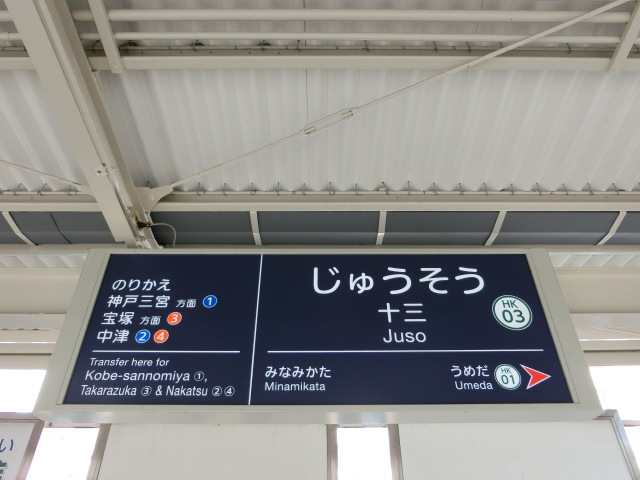 のりかえ
神戸三宮 方面 1
宝塚 方面 3
中津 2 4
Transfer here for
Kobe-sannomiya ①,
Takarazuka ③ & Nakatsu ② ④
じゅうそう
十三
Juso
HK
03
みなみかた
Minamikata
うめだ
Umeda
HK
01
い